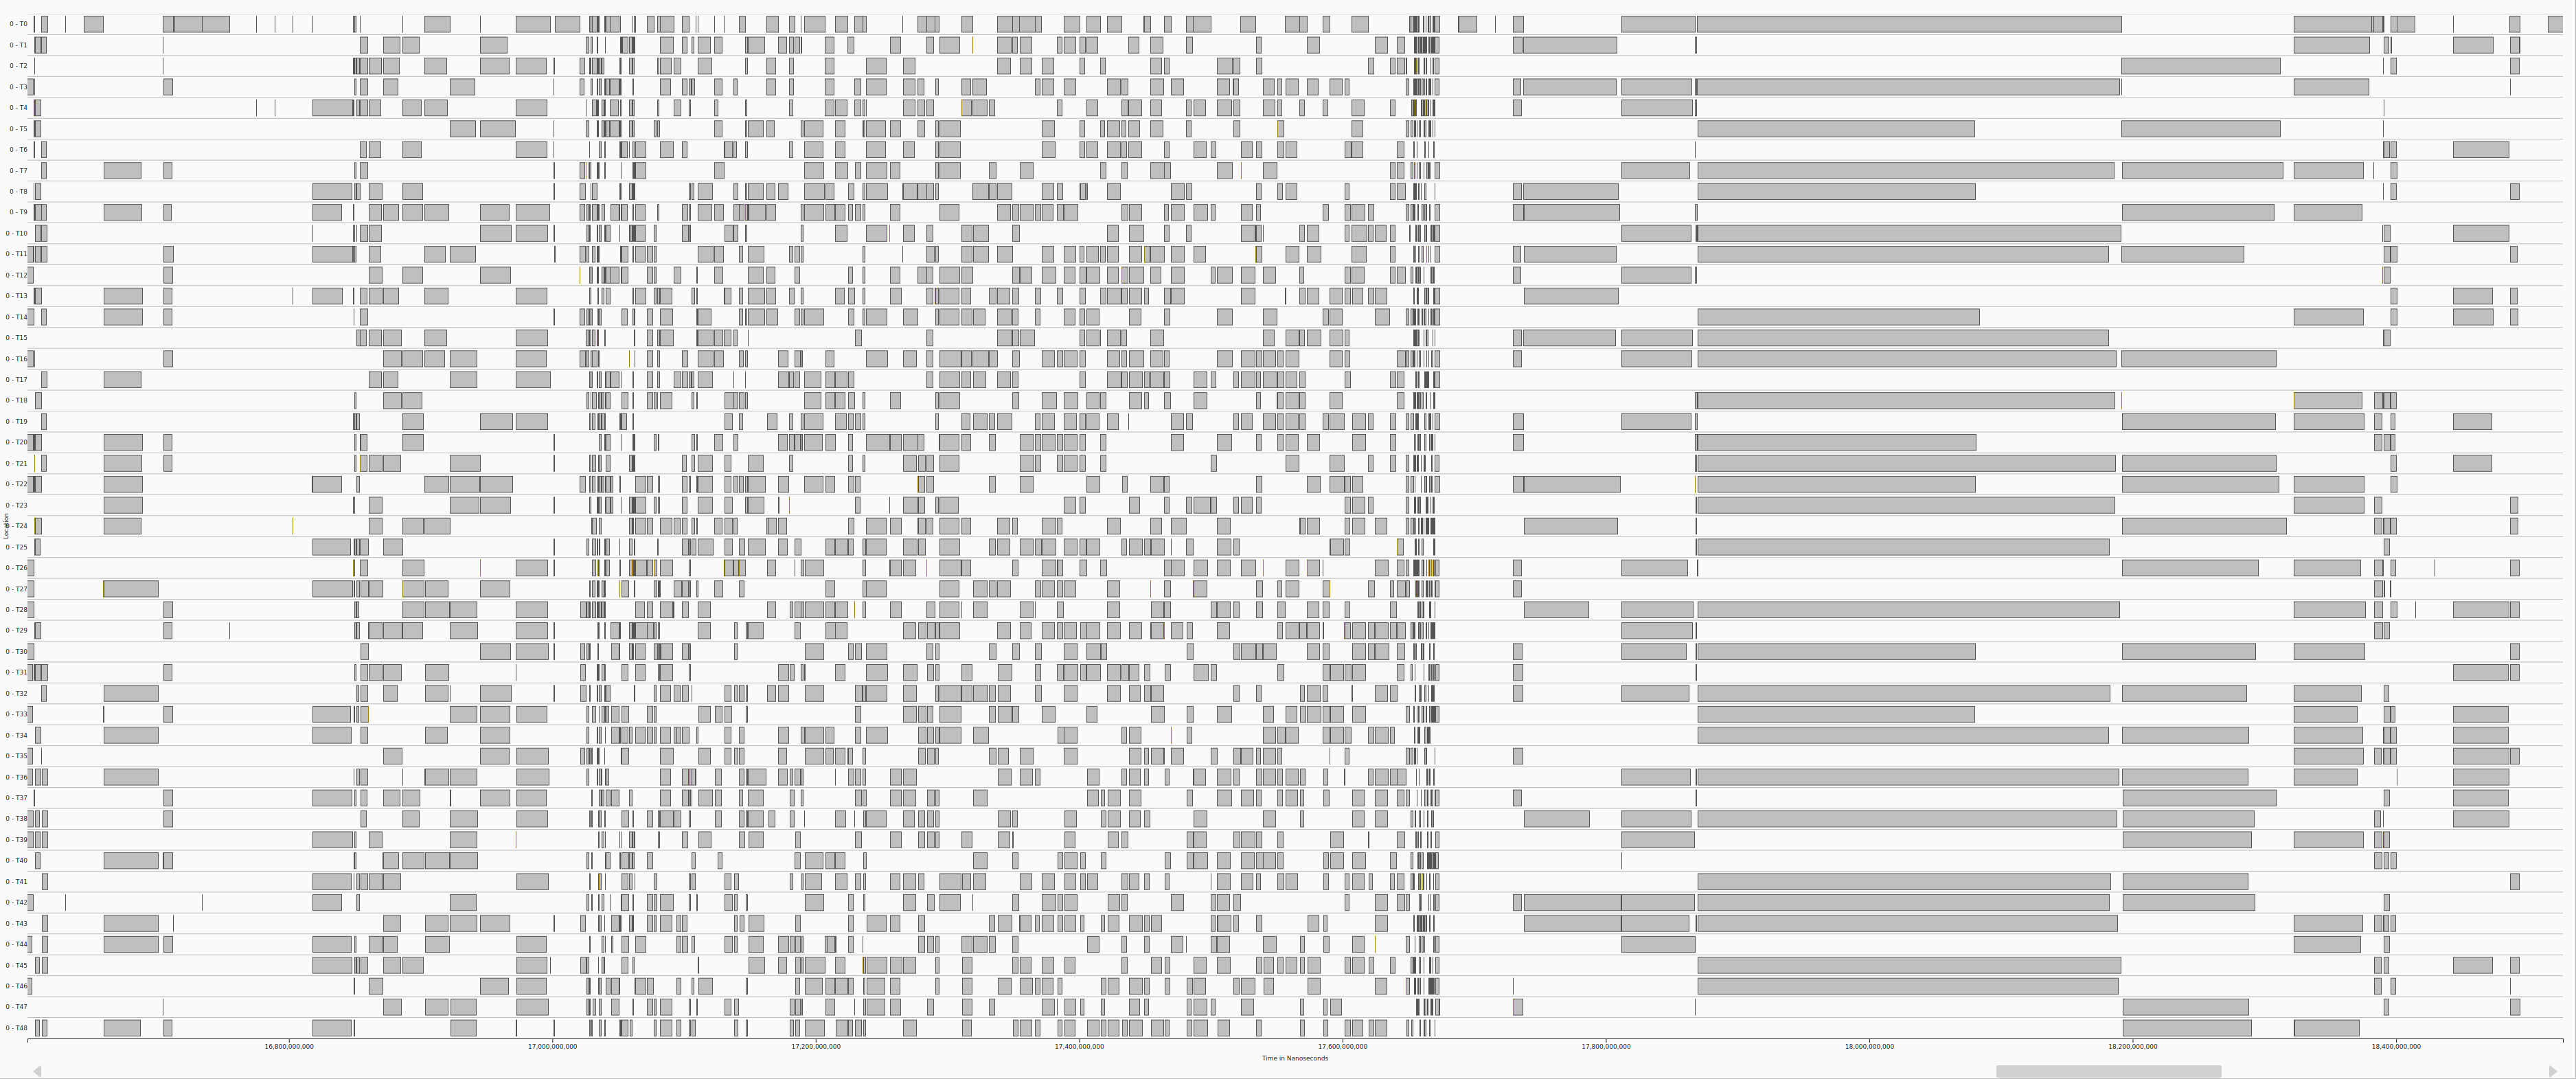 0 - T0
0 - T1
0 - T2
0 - T3
0 - T4
0 - T5
0 - T6
0 - T7
0 - T8
0 - T9
0 - T10
0 - T11
0 - T12
0 - T13
0 - T14
0 - T15
0 - T16
0 - T17
0 - T18
0 - T19
0 - T20
0 - T21
0 - T22
0 - T23
Location
0 - T24
0 - T25
0 - T26
0 - T27
0 - T28
0 - T29
0 - T30
0 - T31
0 - T32
0 - T33
0 - T34
0 - T35
0 - T36
0 - T37
0 - T38
0 - T39
0 - T40
0 - T41
0 - T42
0 - T43
0 - T44
0 - T45
0 - T46
0 - T47
0 - T48
16,800,000,000 17,000,000,000 17,200,000,000 17,400,000,000 17,600,000,000 17,800,000,000 18,000,000,000 18,200,000,000 18,400,000,000
Time in Nanoseconds